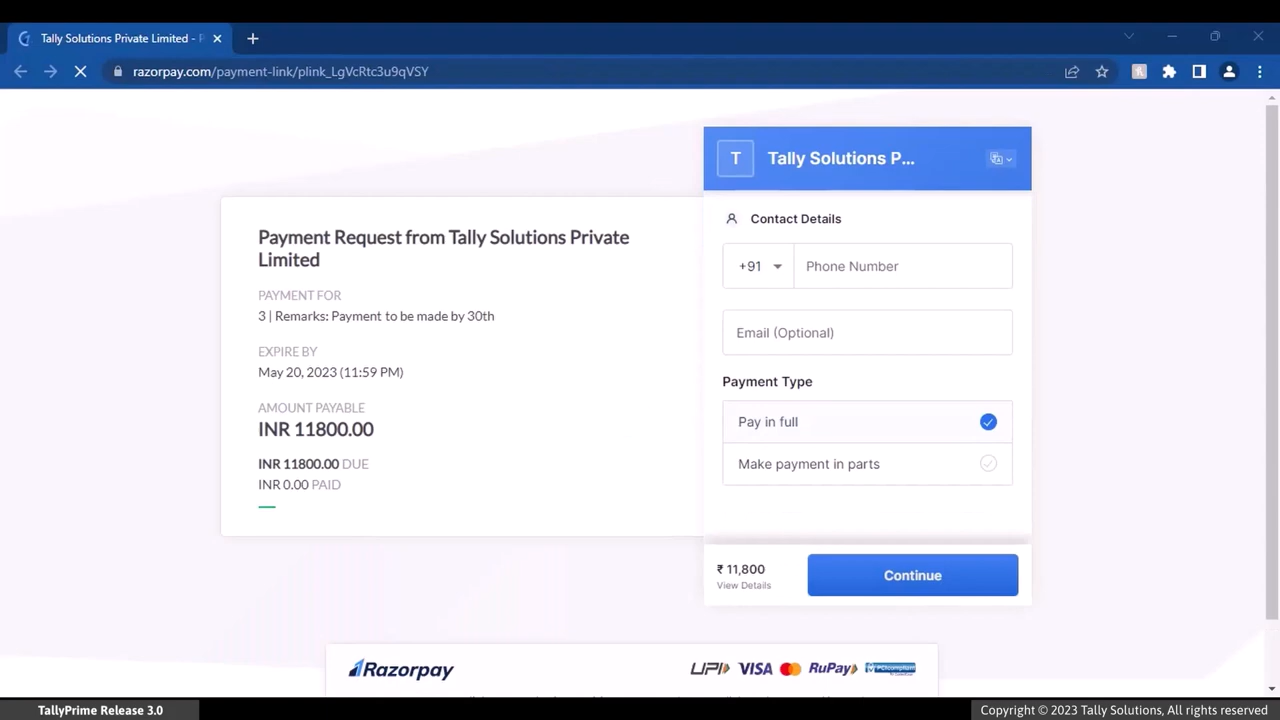 Tally Solutions Private Limited - P
razorpay.com/payment-link/plink_LgVcRtc3u9qVSY
T
Tally Solutions P...
Payment Request from Tally Solutions Private
Limited
PAYMENT FOR
3 | Remarks: Payment to be made by 30th
EXPIRE BY
May 20, 2023 (11:59 PM)
AMOUNT PAYABLE
INR 11800.00
INR 11800.00 DUE
INR 0.00 PAID
Contact Details
+91
Phone Number
Email (Optional)
Payment Type
Pay in full
Make payment in parts
₹ 11,800
View Details
Continue
Razorpay
UPI VISA RuPay
TallyPrime Release 3.0
Copyright © 2023 Tally Solutions, All rights reserved